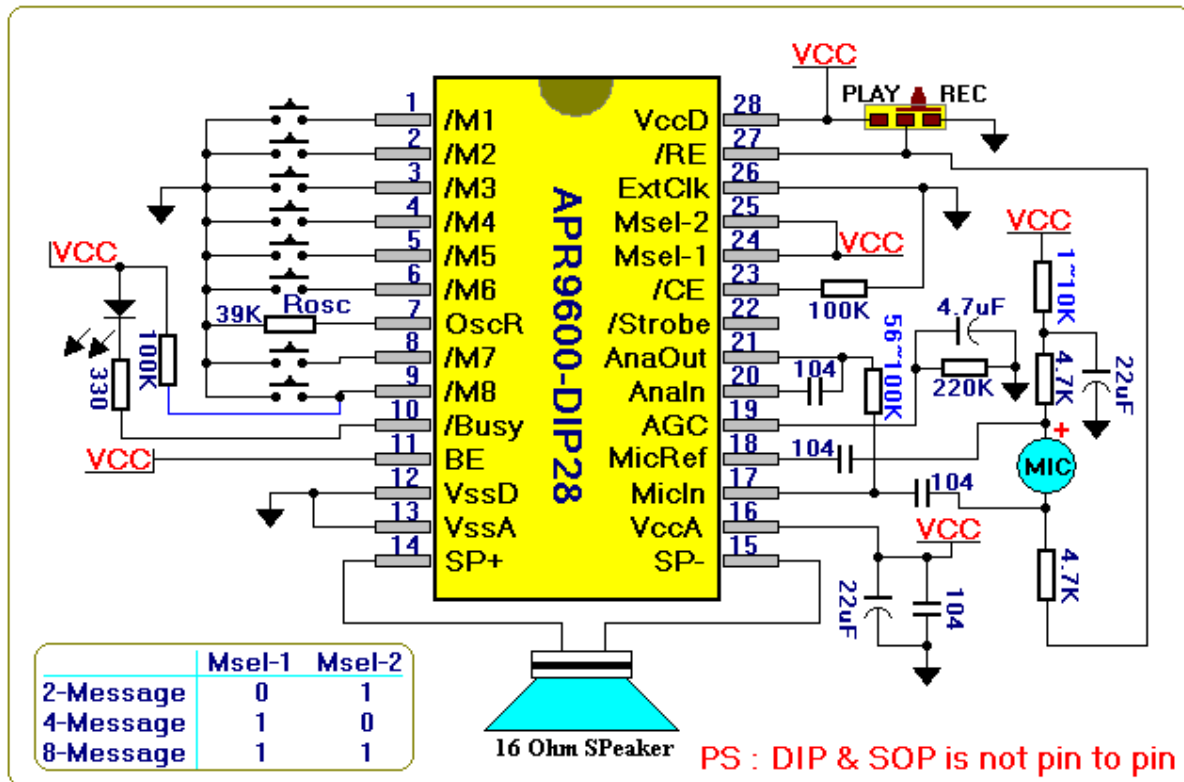 VCC
PLAY REC
1 /M1
2 /M2
3 /M3
4 /M4
5 /M5
6 /M6
7 OscR
8 /M7
9 /M8
10 /Busy
11 BE
12 VssD
13 VssA
14 SP+
APR9600-DIP28
VccD 28
/RE 27
ExtClk 26
Msel-2 25
Msel-1 24
/CE 23
/Strobe 22
AnaOut 21
AnaIn 20
AGC 19
MicRef 18
MicIn 17
VccA 16
SP- 15
VCC
39K Rosc
100K
330
VCC
VCC
100K
104
56~100K
4.7uF
220K
VCC
1~10K
4.7K
22uF
104
+
MIC
104
VCC
4.7K
22uF
104
Msel-1 Msel-2
2-Message 0 1
4-Message 1 0
8-Message 1 1
16 Ohm SPeaker
PS : DIP & SOP is not pin to pin